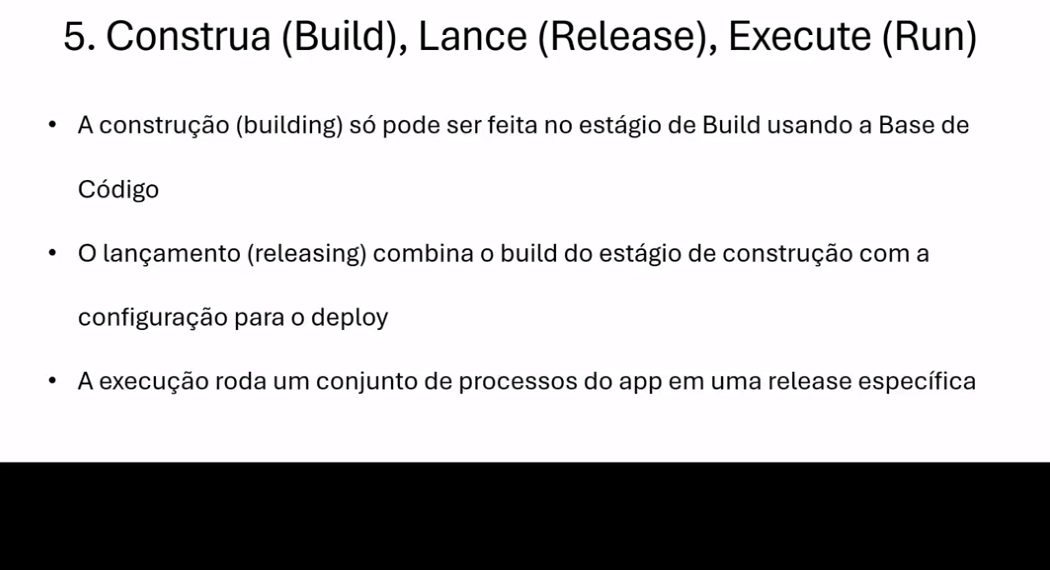 5. Construa (Build), Lance (Release), Execute (Run)
• A construção (building) só pode ser feita no estágio de Build usando a Base de
Código
• O lançamento (releasing) combina o build do estágio de construção com a
configuração para o deploy
• A execução roda um conjunto de processos do app em uma release específica